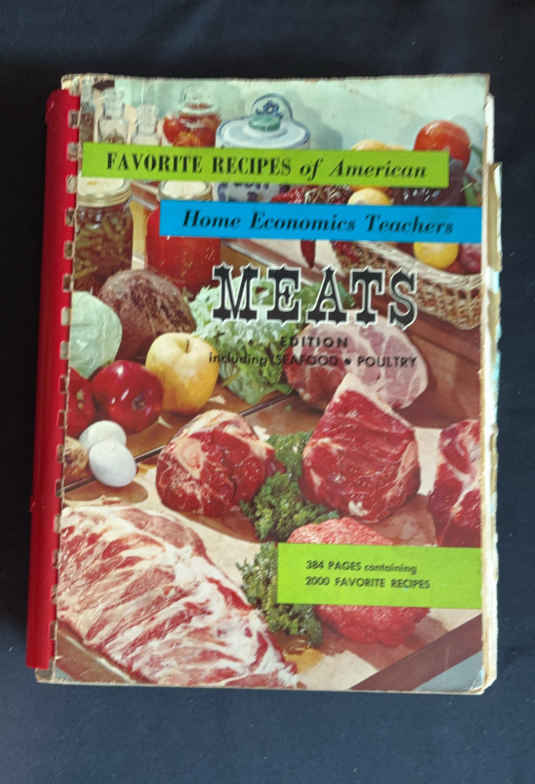 FAVORITE RECIPES of American
Home Economics Teachers
MEATS
EDITION
including SEAFOOD • POULTRY
384 PAGES containing
2000 FAVORITE RECIPES